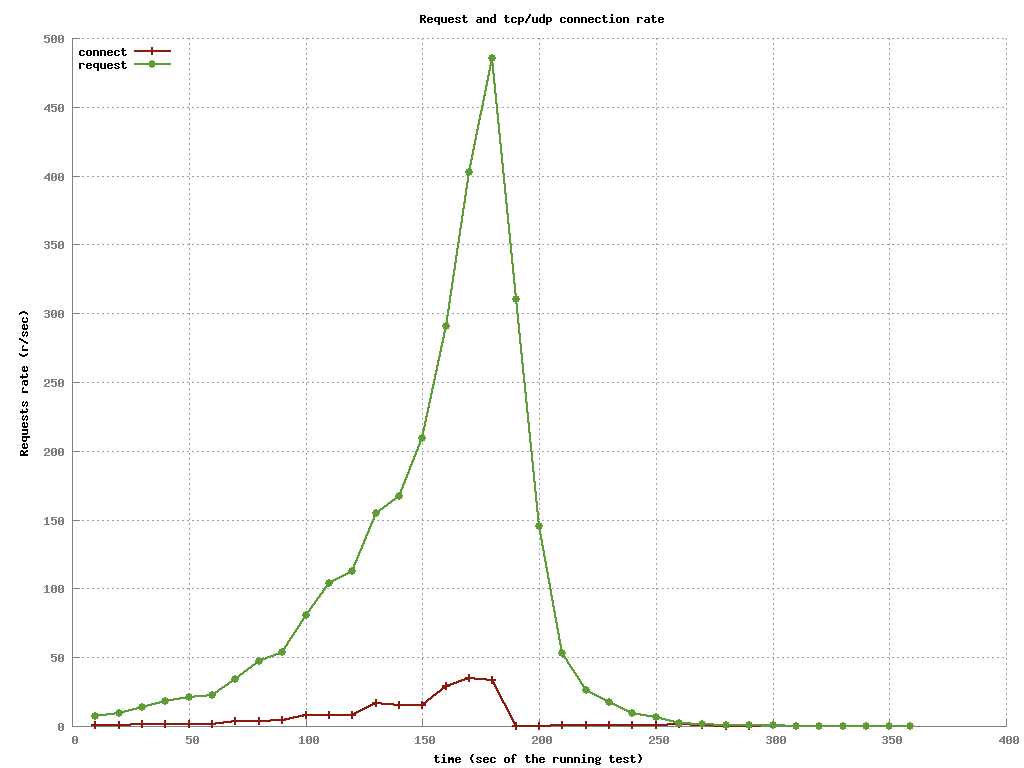 Request and tcp/udp connection rate
connect
request
500
450
400
350
300
250
200
150
100
50
0
Requests rate (r/sec)
0 50 100 150 200 250 300 350 400
time (sec of the running test)